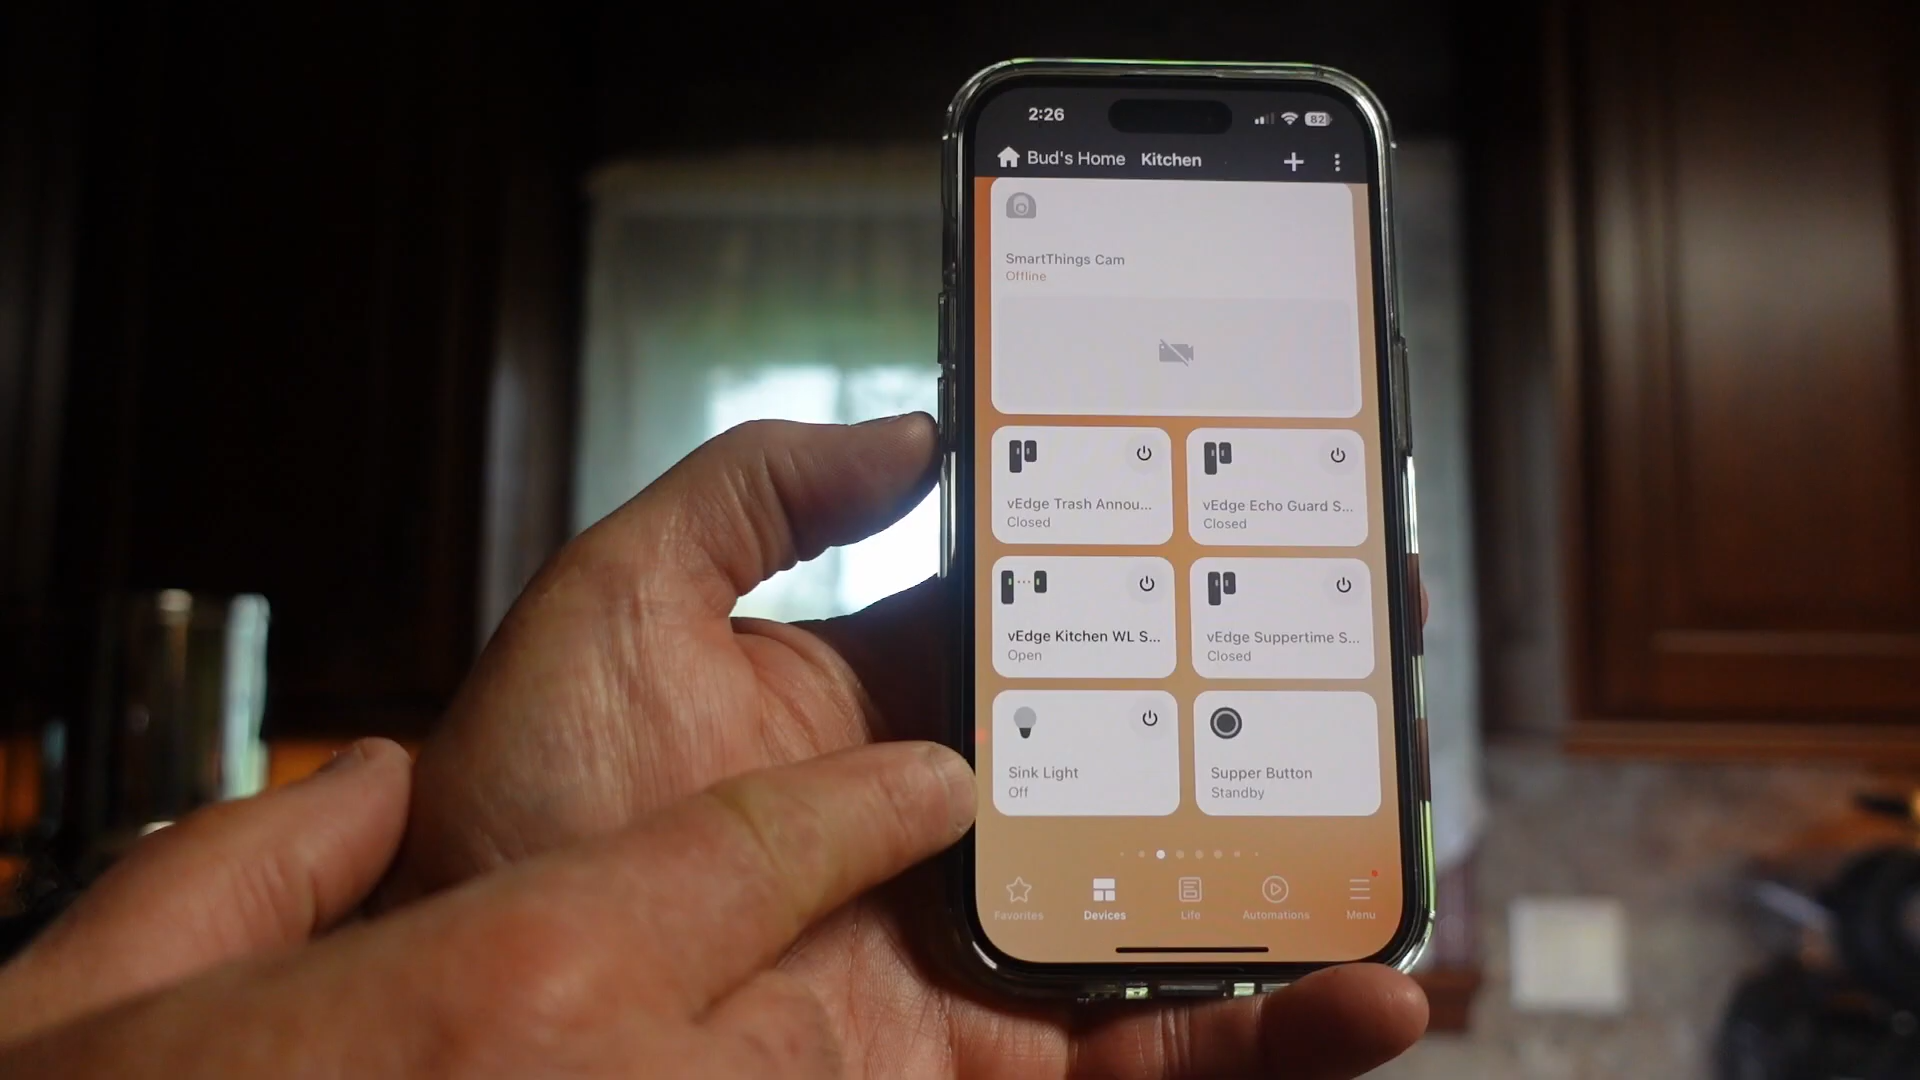 2:26
82
Bud's Home Kitchen
SmartThings Cam
Offline
vEdge Trash Annou...
Closed
vEdge Echo Guard S...
Closed
vEdge Kitchen WL S...
Open
vEdge Suppertime S...
Closed
Sink Light
Off
Supper Button
Standby
Favorites
Devices
Life
Automations
Menu